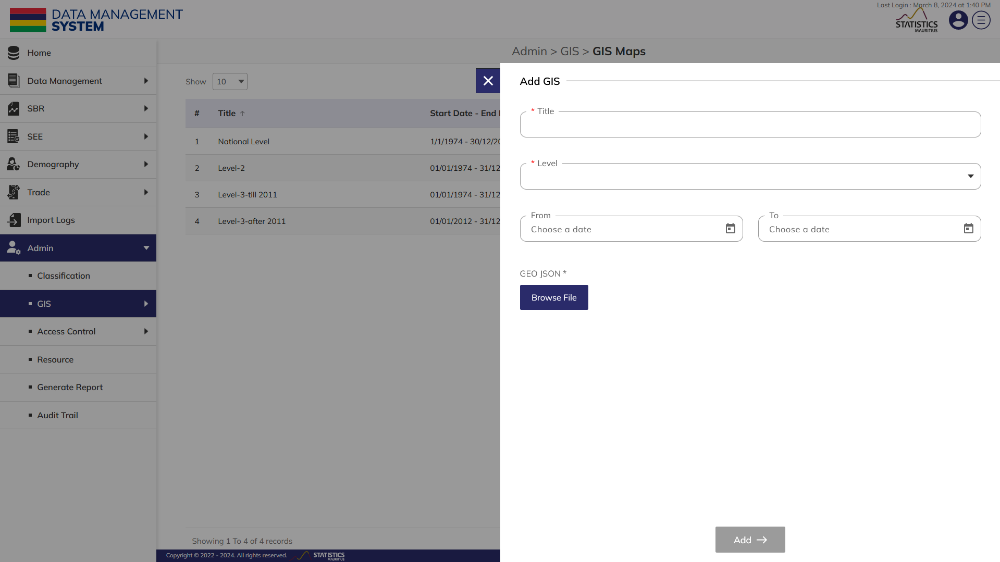 Last Login : March 8, 2024 at 1:40 PM
DATA MANAGEMENT
SYSTEM
STATISTICS
MAURITIUS
Home
Data Management
SBR
SEE
Demography
Trade
Import Logs
Admin
Classification
GIS
Access Control
Resource
Generate Report
Audit Trail
Admin > GIS > GIS Maps
Show 10
# Title Start Date - End
1 National Level 1/1/1974 - 30/12/20
2 Level-2 01/01/1974 - 31/12
3 Level-3-till 2011 01/01/1974 - 31/12
4 Level-3-after 2011 01/01/2012 - 31/12
Showing 1 To 4 of 4 records
Copyright © 2022 - 2024. All rights reserved. STATISTICS
MAURITIUS
Add GIS
* Title
* Level
From To
Choose a date Choose a date
GEO JSON *
Browse File
Add